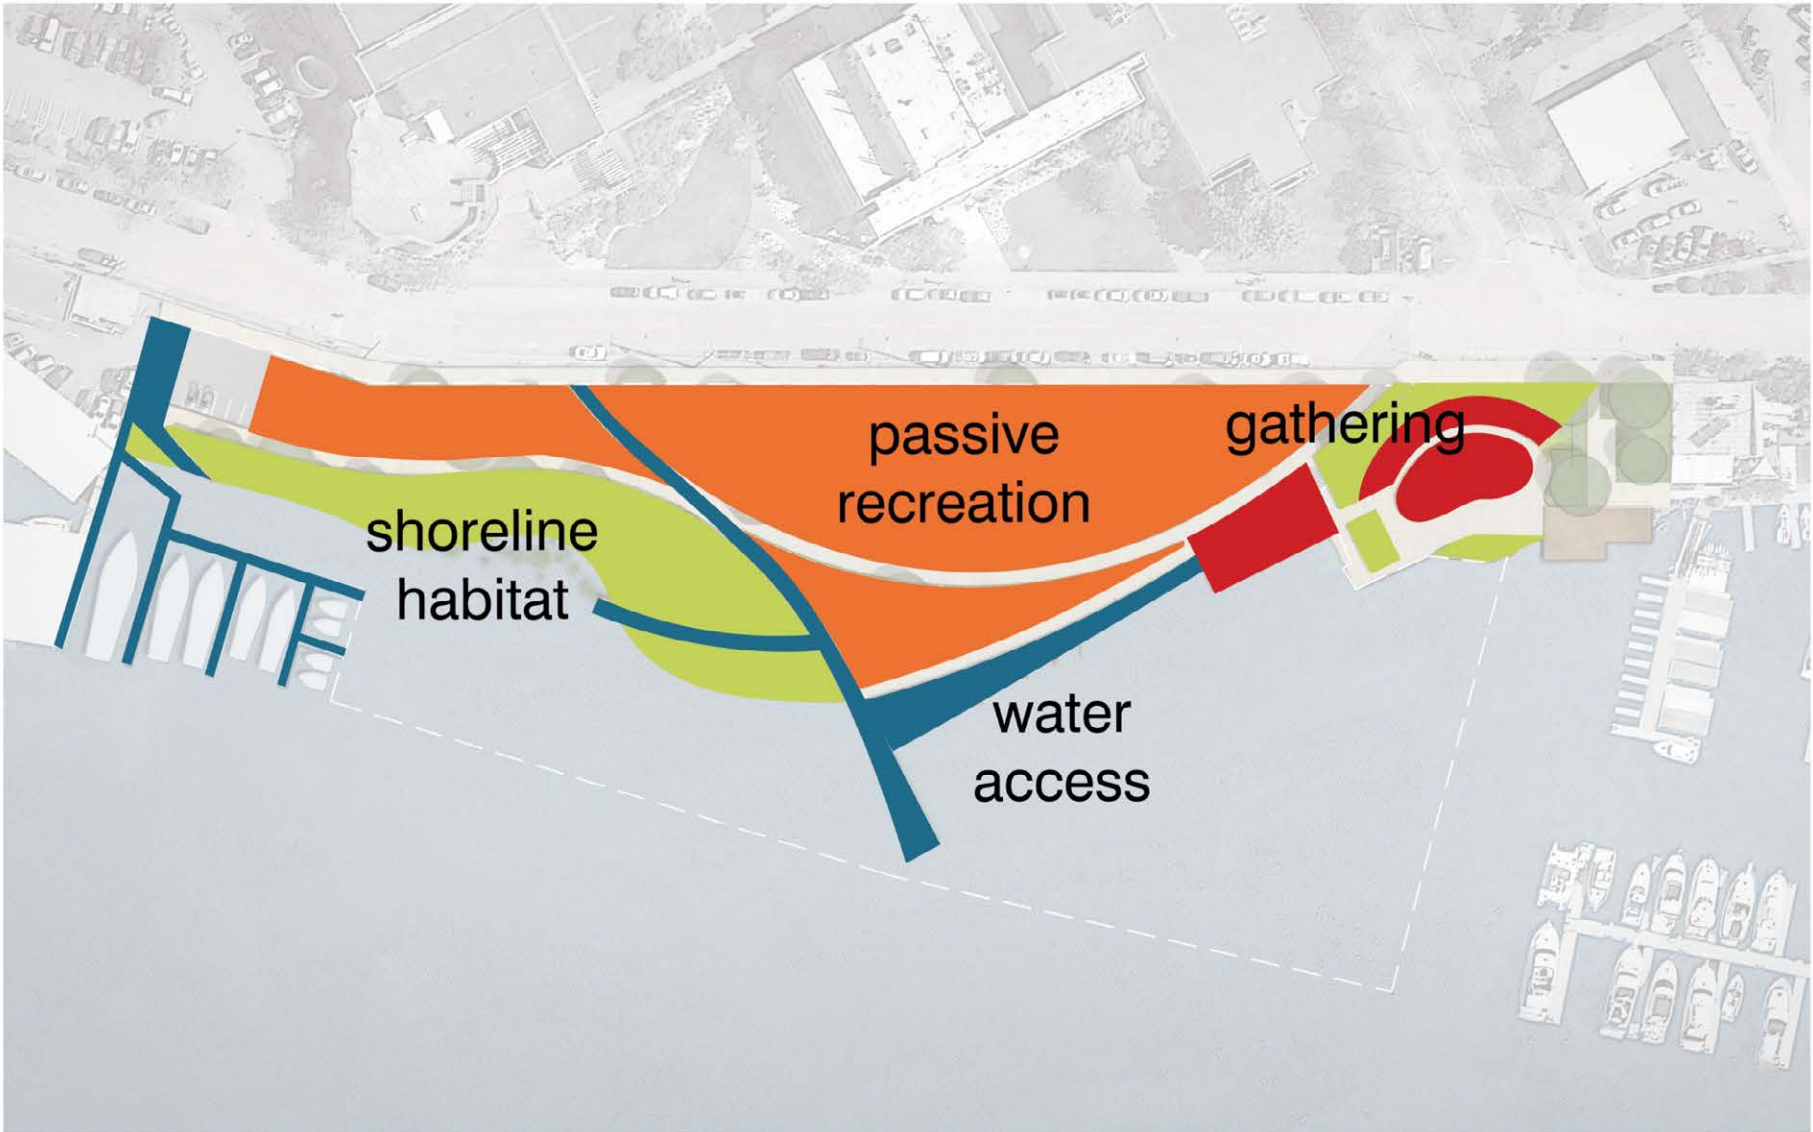 passive
recreation
gathering
shoreline
habitat
water
access